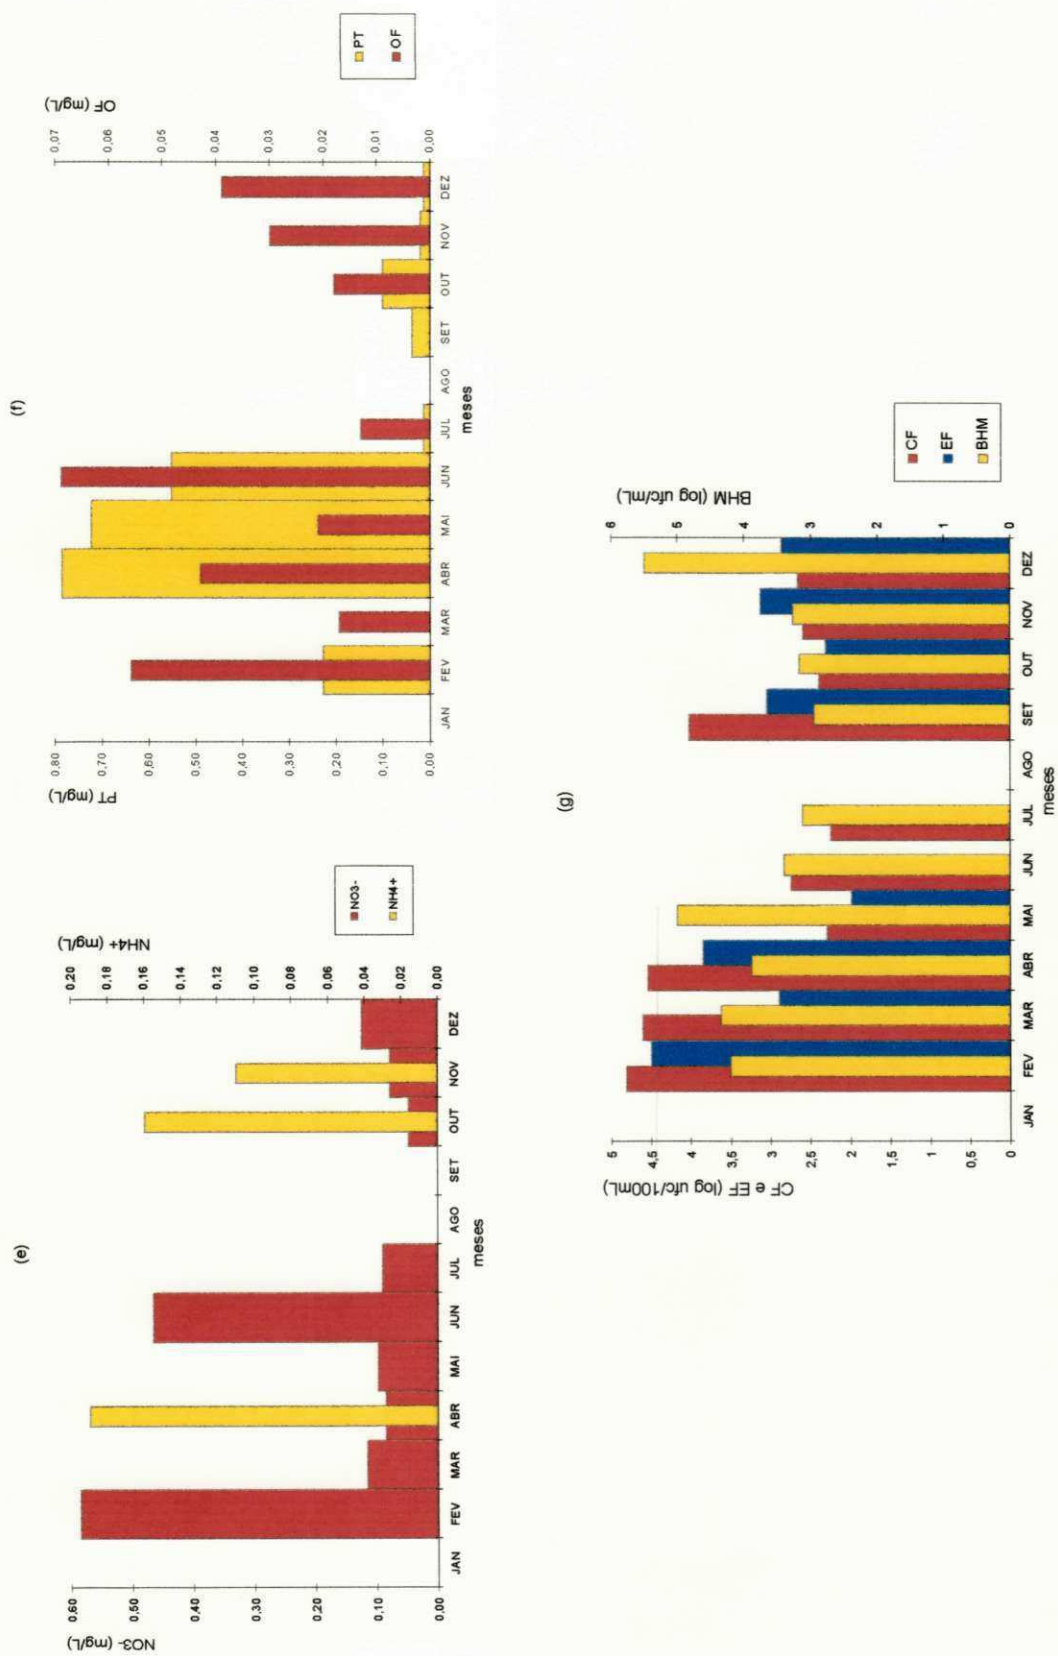 (e)
NO3- (mg/L)
NH4+ (mg/L)
0,60
0,50
0,40
0,30
0,20
0,10
0,00
0,20
0,18
0,16
0,14
0,12
0,10
0,08
0,06
0,04
0,02
0,00
JAN FEV MAR ABR MAI JUN JUL AGO SET OUT NOV DEZ
meses
NO3-
NH4+
(f)
PT (mg/L)
OF (mg/L)
0,80
0,70
0,60
0,50
0,40
0,30
0,20
0,10
0,00
0,07
0,06
0,05
0,04
0,03
0,02
0,01
0,00
JAN FEV MAR ABR MAI JUN JUL AGO SET OUT NOV DEZ
meses
PT
OF
(g)
CF e EF (log ufc/100mL)
BHM (log ufc/mL)
5
4,5
4
3,5
3
2,5
2
1,5
1
0,5
0
6
5
4
3
2
1
0
JAN FEV MAR ABR MAI JUN JUL AGO SET OUT NOV DEZ
meses
CF
EF
BHM